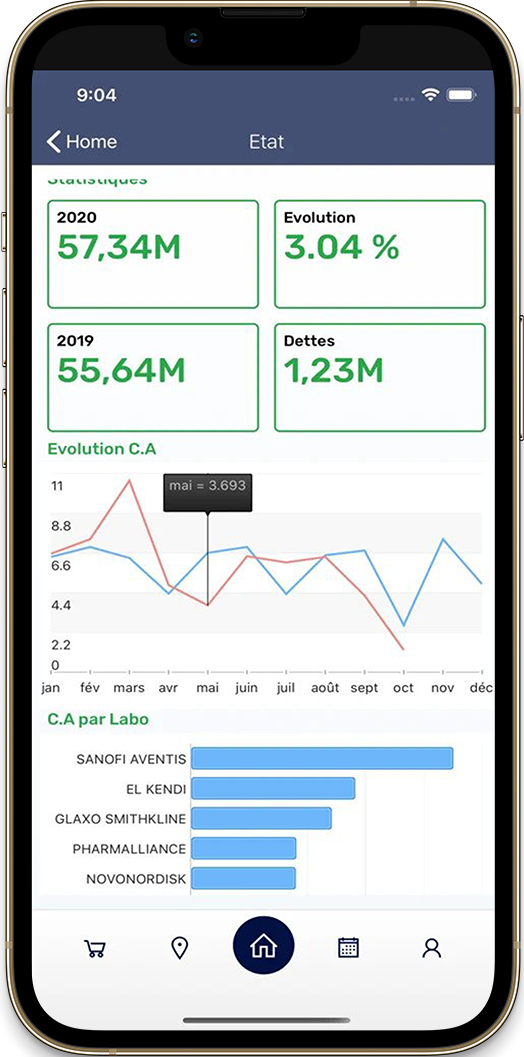 9:04
Home
Etat
Statistiques
2020
57,34M
Evolution
3.04 %
2019
55,64M
Dettes
1,23M
Evolution C.A
mai = 3.693
11
8.8
6.6
4.4
2.2
0
jan fév mars avr mai juin juil août sept oct nov déc
C.A par Labo
SANOFI AVENTIS
EL KENDI
GLAXO SMITHKLINE
PHARMALLIANCE
NOVONORDISK